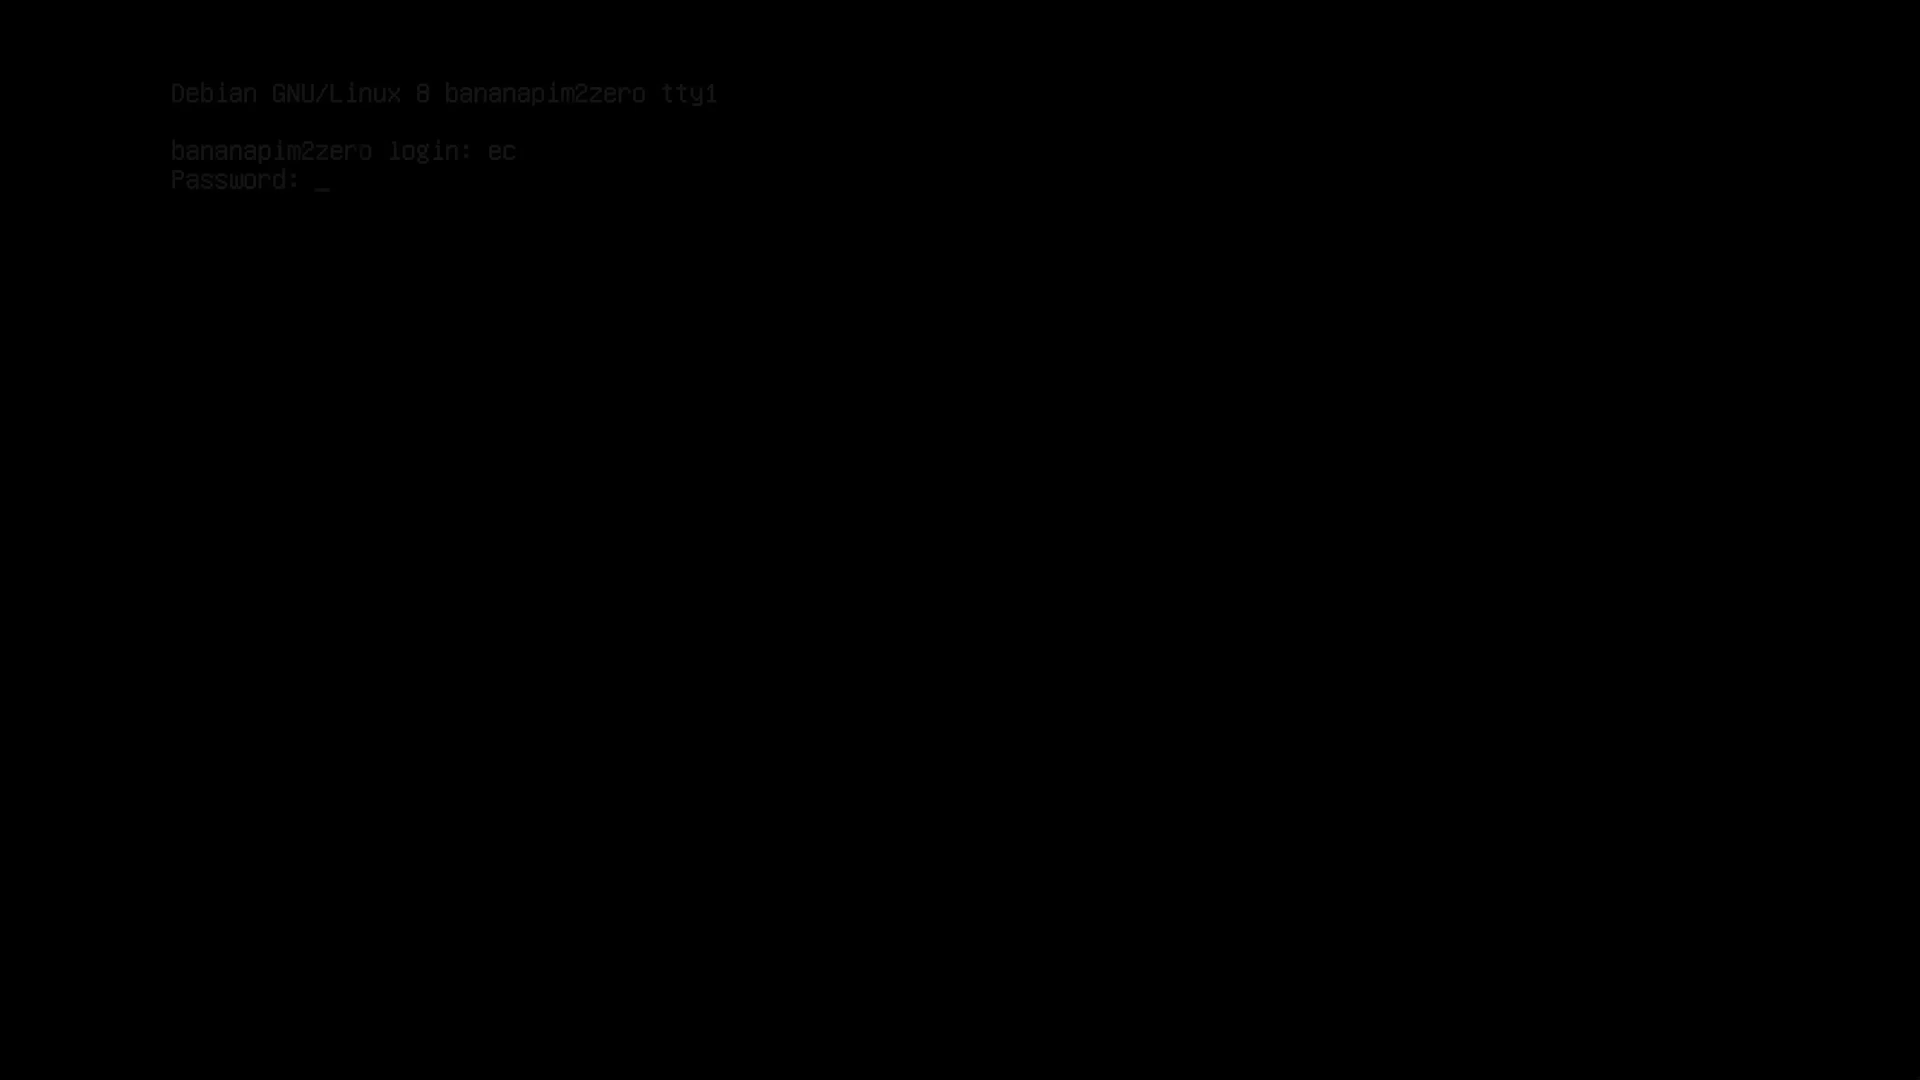 Debian GNU/Linux 8 bananapim2zero tty1
bananapim2zero login: ec
Password: _